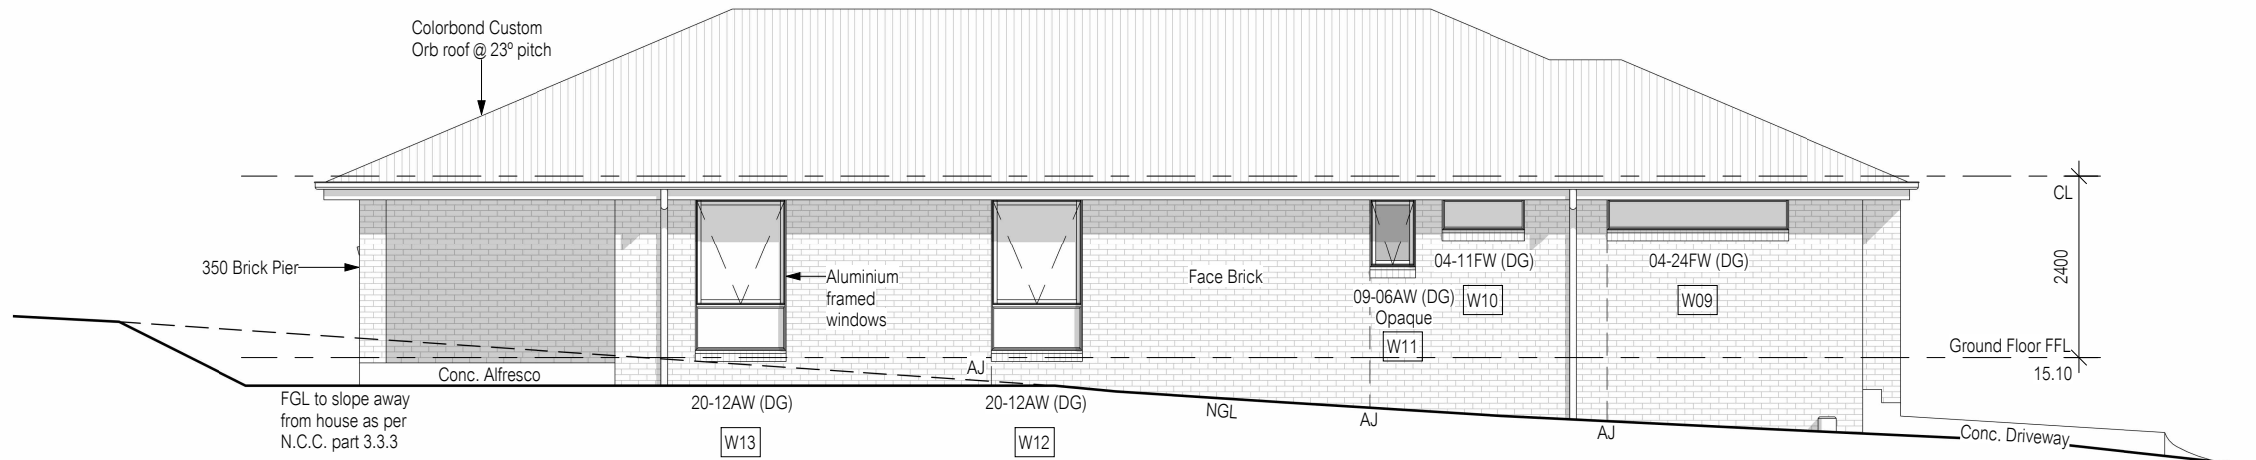 Colorbond Custom
Orb roof @ 23º pitch
CL
2400
350 Brick Pier
Aluminium
framed
windows
Face Brick
04-11FW (DG)
W10
04-24FW (DG)
W09
09-06AW (DG)
Opaque
W11
Ground Floor FFL
15.10
Conc. Alfresco
AJ
FGL to slope away
from house as per
N.C.C. part 3.3.3
20-12AW (DG)
W13
20-12AW (DG)
W12
NGL
AJ
AJ
Conc. Driveway